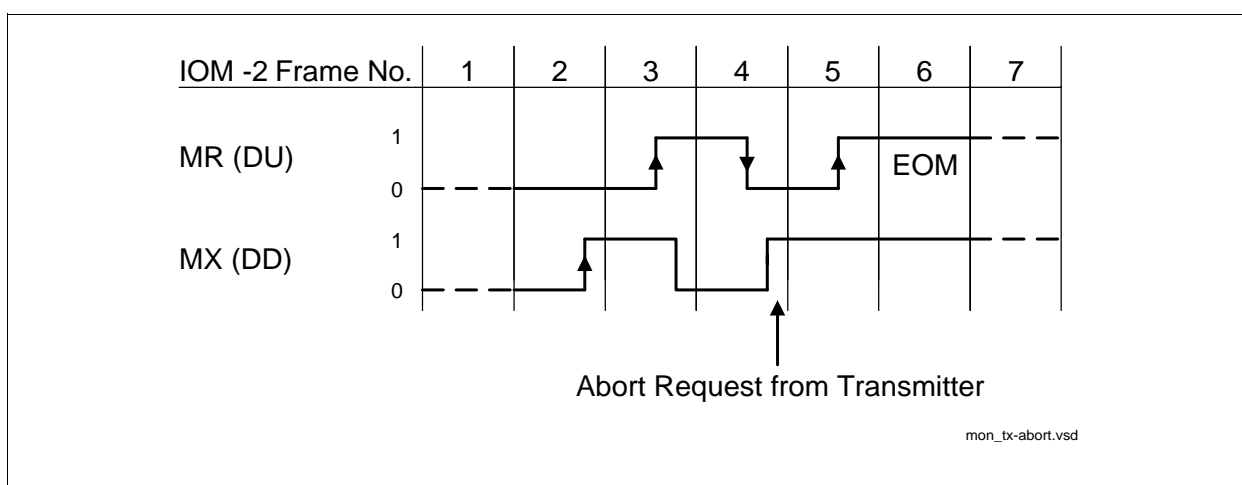 IOM -2 Frame No. 1 2 3 4 5 6 7
1
MR (DU)
EOM
0
1
MX (DD)
0
Abort Request from Transmitter
mon_tx-abort.vsd